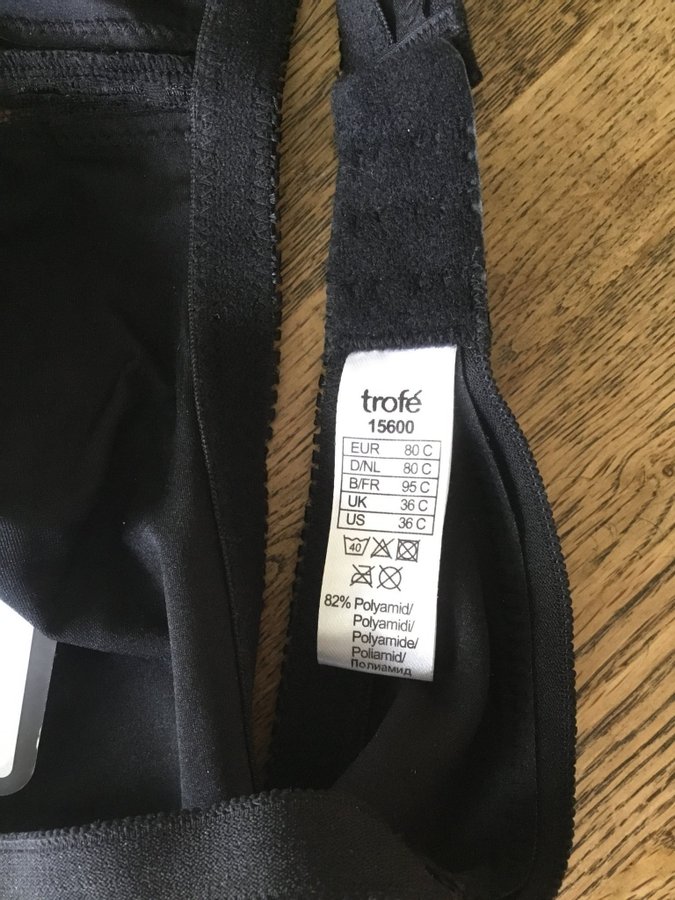 trofé
15600
EUR 80 C
D/NL 80 C
B/FR 95 C
UK 36 C
US 36 C
40
82% Polyamid/
Polyamidi/
Polyamide/
Poliamid/
Полиамид